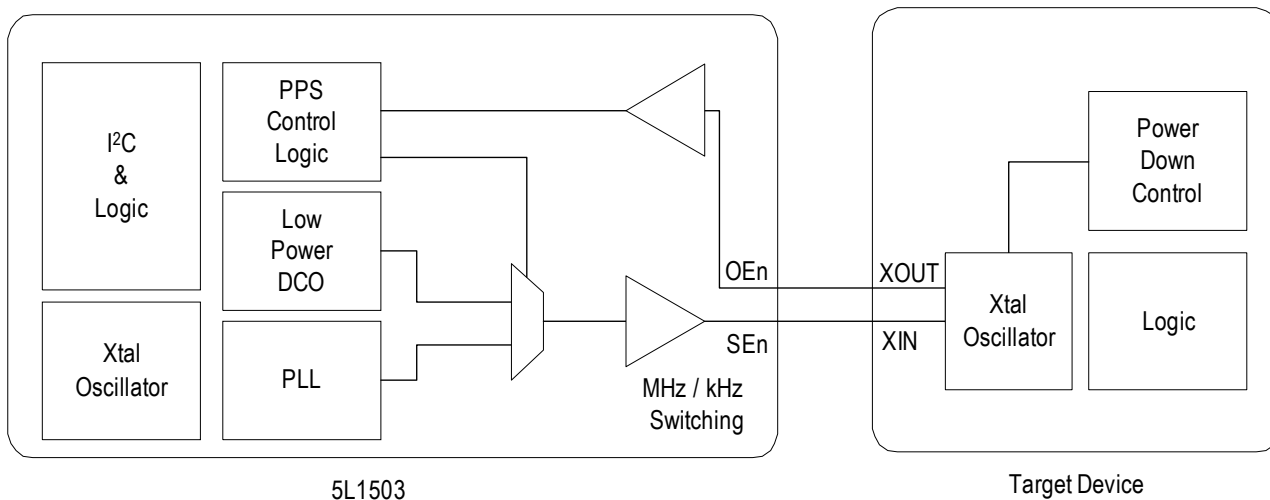 I²C
&
Logic
PPS
Control
Logic
Low
Power
DCO
Xtal
Oscillator
PLL
OEn
SEn
MHz / kHz
Switching
5L1503
XOUT
XIN
Xtal
Oscillator
Power
Down
Control
Logic
Target Device